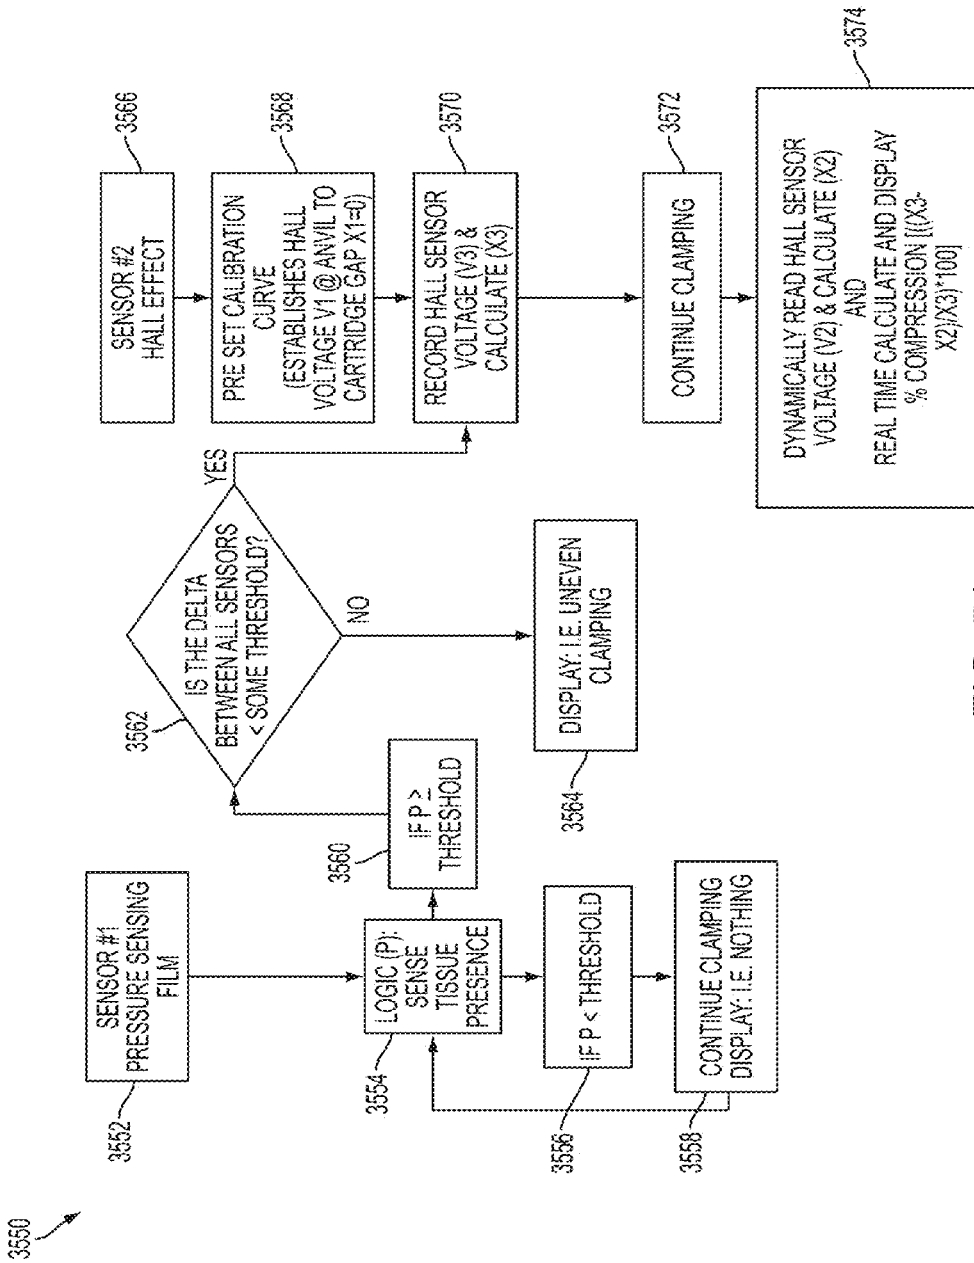 3550
3552
SENSOR #1
PRESSURE SENSING
FILM
3554
LOGIC (P):
SENSE
TISSUE
PRESENCE
3556
IF P < THRESHOLD
3558
CONTINUE CLAMPING
DISPLAY: I.E. NOTHING
3560
IF P ≥
THRESHOLD
3562
IS THE DELTA
BETWEEN ALL SENSORS
< SOME THRESHOLD?
YES
NO
3564
DISPLAY: I.E. UNEVEN
CLAMPING
3566
SENSOR #2
HALL EFFECT
3568
PRE SET CALIBRATION
CURVE
(ESTABLISHES HALL
VOLTAGE V1 @ ANVIL TO
CARTRIDGE GAP X1=0)
3570
RECORD HALL SENSOR
VOLTAGE (V3) &
CALCULATE (X3)
3572
CONTINUE CLAMPING
3574
DYNAMICALLY READ HALL SENSOR
VOLTAGE (V2) & CALCULATE (X2)
AND
REAL TIME CALCULATE AND DISPLAY
% COMPRESSION [((X3-
X2)/X3)*100]